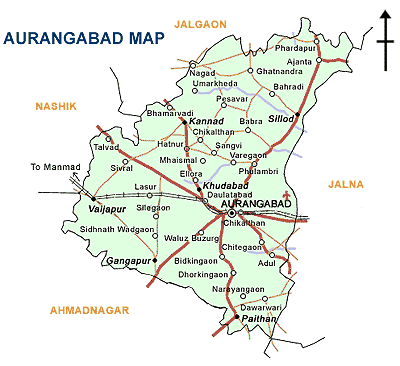 JALGAON
AURANGABAD MAP
Phardapur
Ajanta
Nagad
Ghatnandra
Umarkheda
Bahradi
Pesavar
NASHIK
Bhamarvadi
Kannad
Sillod
Babra
Chikalthan
Talvad
Hatnur
Sangvi
Mhaismal
Varegaon
Sivral
To Manmad
Ellora
Phulambri
Khudabad
JALNA
Lasur
Daulatabad
Vaijapur
AURANGABAD
Silegaon
Chikalthan
Sidhnath Wadgaon
Waluz Buzurg
Chitegaon
Gangapur
Bidkingaon
Adul
Dhorkingaon
Narayangaon
AHMADNAGAR
Dawarwari
Paithan